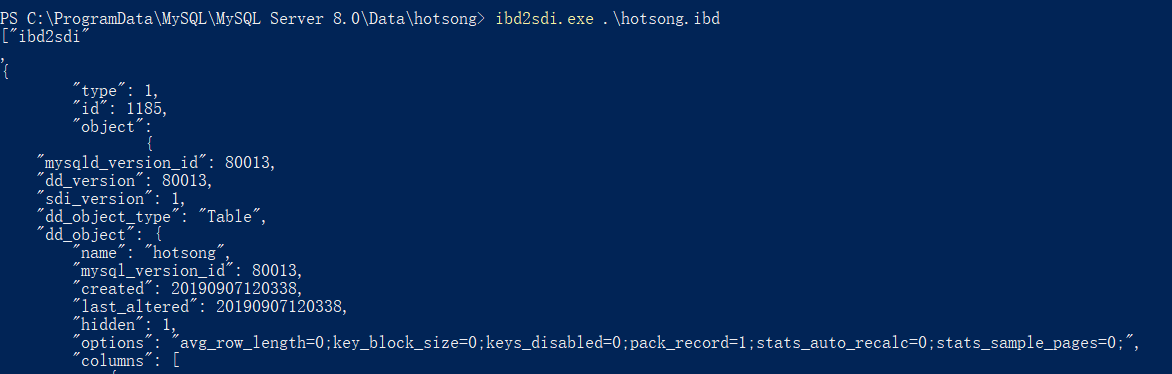 PS C:\ProgramData\MySQL\MySQL Server 8.0\Data\hotsong> ibd2sdi.exe .\hotsong.ibd
["ibd2sdi"
,
{
        "type": 1,
        "id": 1185,
        "object":
                {
    "mysqld_version_id": 80013,
    "dd_version": 80013,
    "sdi_version": 1,
    "dd_object_type": "Table",
    "dd_object": {
        "name": "hotsong",
        "mysql_version_id": 80013,
        "created": 20190907120338,
        "last_altered": 20190907120338,
        "hidden": 1,
        "options": "avg_row_length=0;key_block_size=0;keys_disabled=0;pack_record=1;stats_auto_recalc=0;stats_sample_pages=0;",
        "columns": [